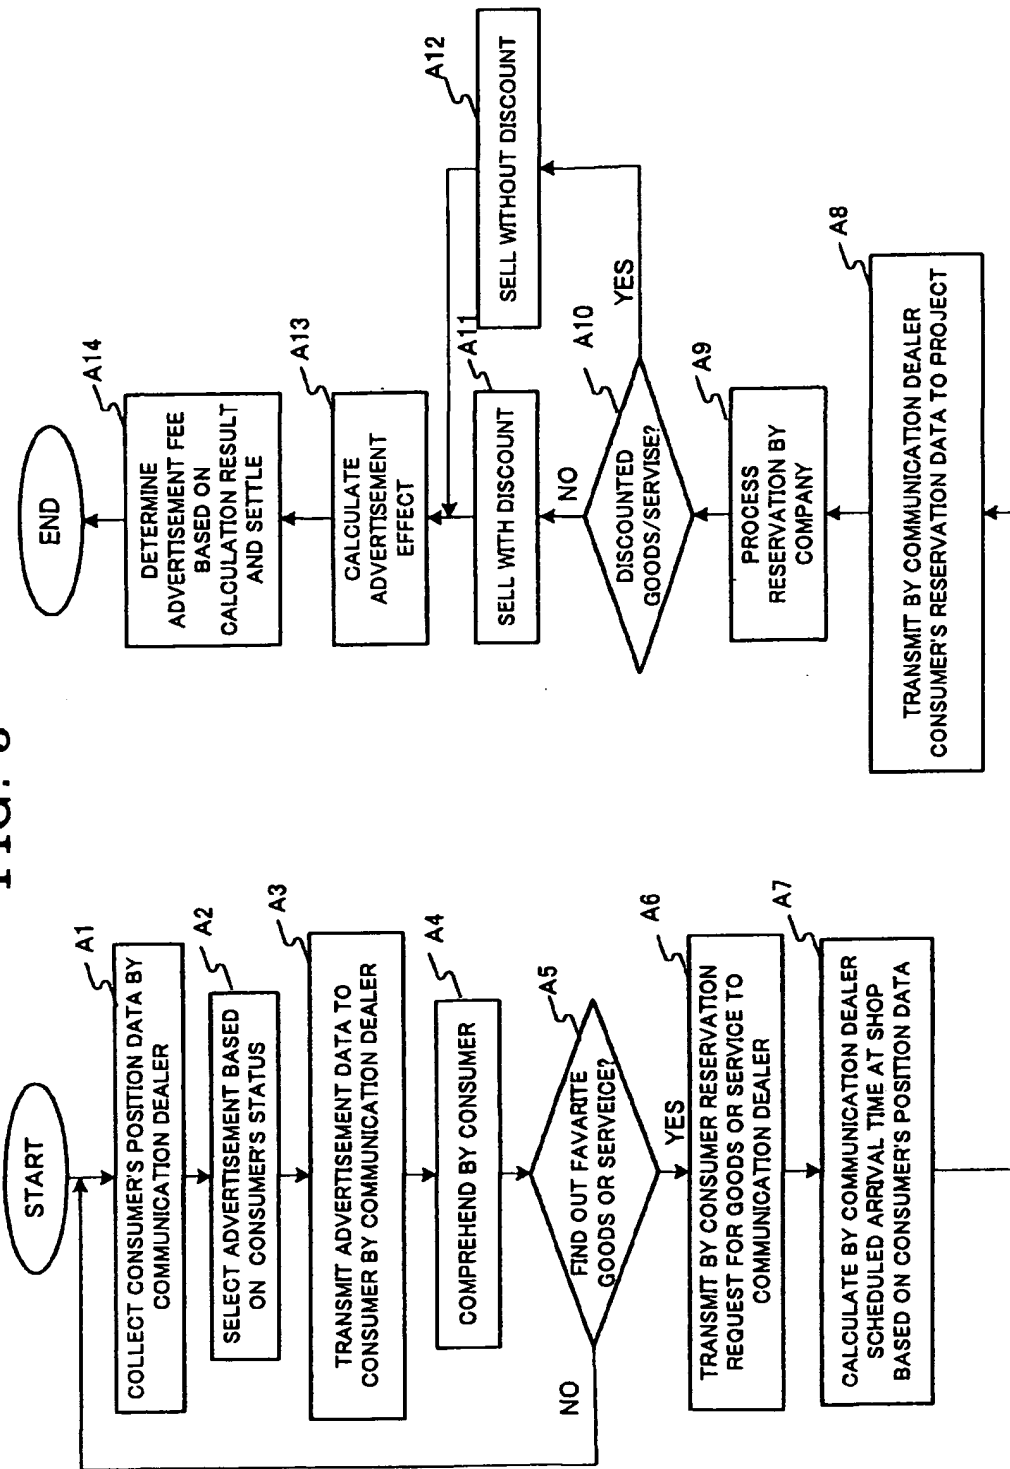 START
A1
COLLECT CONSUMER'S POSITION DATA BY
COMMUNICATION DEALER
A2
SELECT ADVERTISEMENT BASED
ON CONSUMER'S STATUS
A3
TRANSMIT ADVERTISEMENT DATA TO
CONSUMER BY COMMUNICATION DEALER
A4
COMPREHEND BY CONSUMER
A5
FIND OUT FAVARITE
GOODS OR SERVEICE?
NO
YES
A6
TRANSMIT BY CONSUMER RESERVATION
REQUEST FOR GOODS OR SERVICE TO
COMMUNICATION DEALER
A7
CALCULATE BY COMMUNICATION DEALER
SCHEDULED ARRIVAL TIME AT SHOP
BASED ON CONSUMER'S POSITION DATA
END
A14
DETERMINE
ADVERTISEMENT FEE
BASED ON
CALCULATION RESULT
AND SETTLE
A13
CALCULATE
ADVERTISEMENT
EFFECT
A12
SELL WITHOUT DISCOUNT
A11
SELL WITH DISCOUNT
NO
A10
DISCOUNTED
GOODS/SERVISE?
YES
A9
PROCESS
RESERVATION BY
COMPANY
A8
TRANSMIT BY COMMUNICATION DEALER
CONSUMER'S RESERVATION DATA TO PROJECT